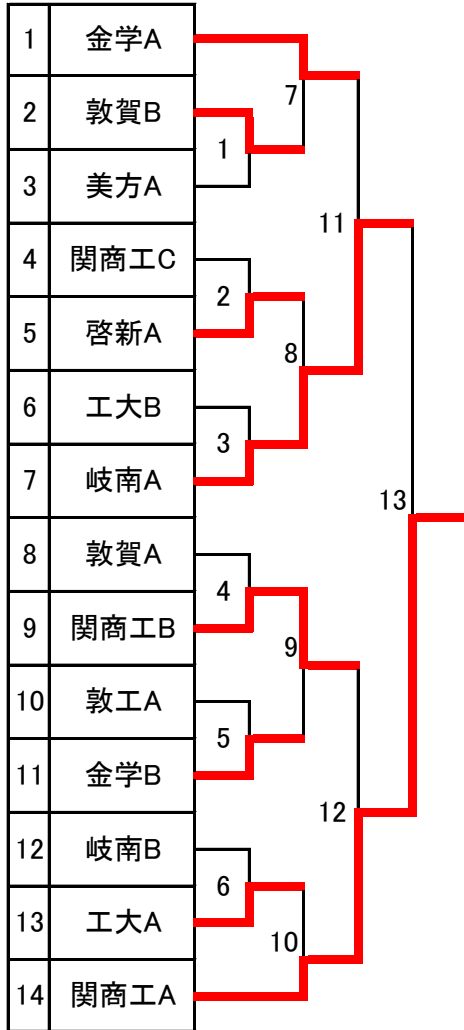 1 金学A
2 敦賀B
3 美方A
4 関商工C
5 啓新A
6 工大B
7 岐南A
8 敦賀A
9 関商工B
10 敦工A
11 金学B
12 岐南B
13 工大A
14 関商工A
1
2
3
4
5
6
7
8
9
10
11
12
13